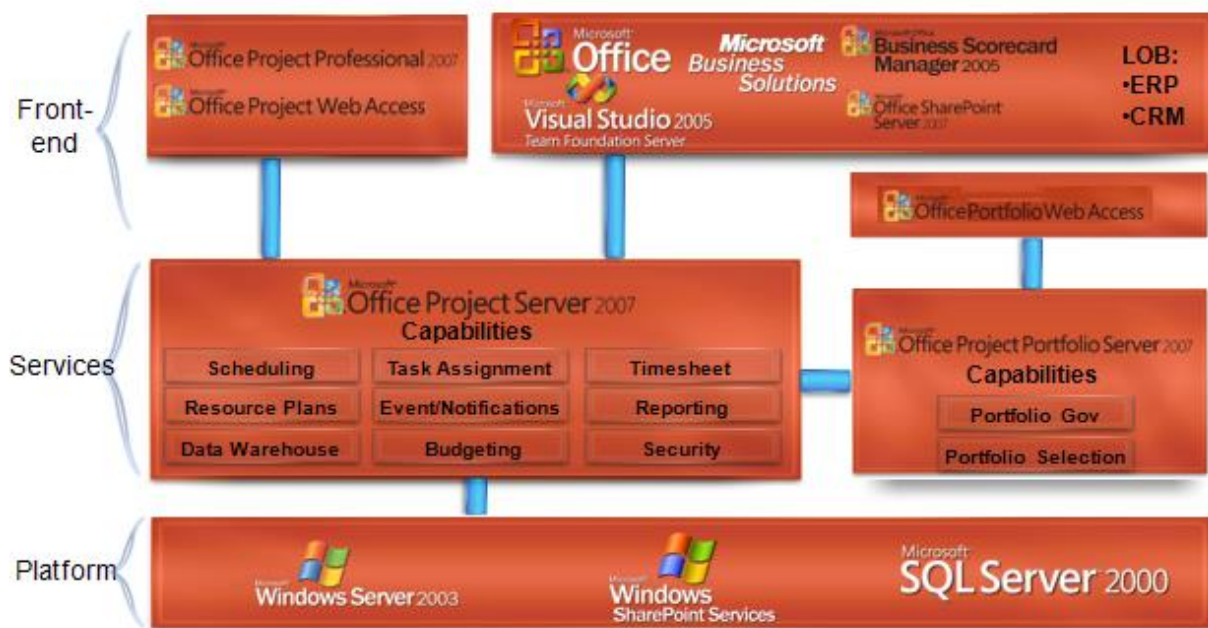 Front-
end
Microsoft
Office Project Professional 2007
Microsoft
Office Project Web Access
Microsoft
Office
Microsoft
Visual Studio 2005
Team Foundation Server
Microsoft
Business
Solutions
Microsoft Office
Business Scorecard
Manager 2005
Microsoft
Office SharePoint
Server 2007
LOB:
•ERP
•CRM
Microsoft
Office Portfolio Web Access
Services
Microsoft
Office Project Server 2007
Capabilities
Scheduling
Task Assignment
Timesheet
Resource Plans
Event/Notifications
Reporting
Data Warehouse
Budgeting
Security
Microsoft
Office Project Portfolio Server 2007
Capabilities
Portfolio Gov
Portfolio Selection
Platform
Microsoft
Windows Server 2003
Microsoft
Windows
SharePoint Services
Microsoft
SQL Server 2000